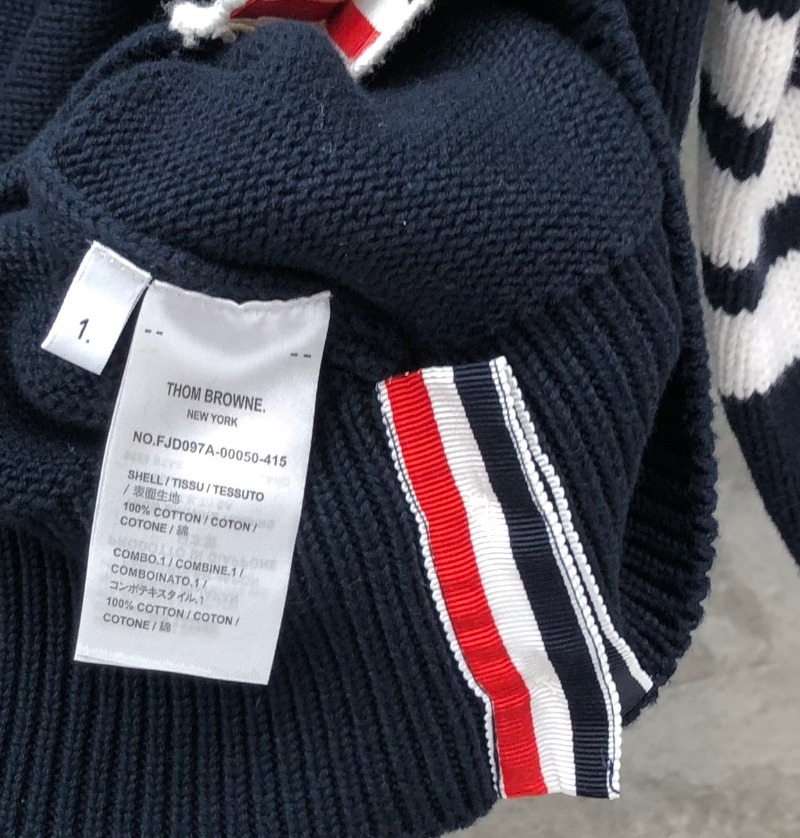 1.
--
--
THOM BROWNE.
NEW YORK
NO.FJD097A-00050-415
SHELL / TISSU / TESSUTO
/ 表面生地
100% COTTON / COTON /
COTONE / 綿
COMBO.1 / COMBINE.1 /
COMBOINATO.1 /
コンボテキスタイル.1
100% COTTON / COTON /
COTONE / 綿